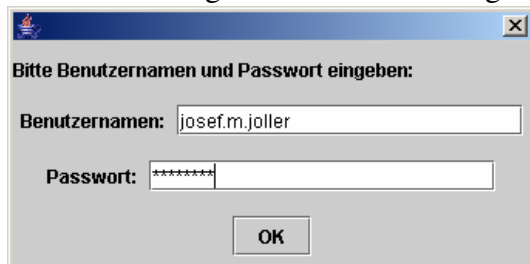 Bitte Benutzernamen und Passwort eingeben:
Benutzernamen: josef.m.joller
Passwort: ********
OK